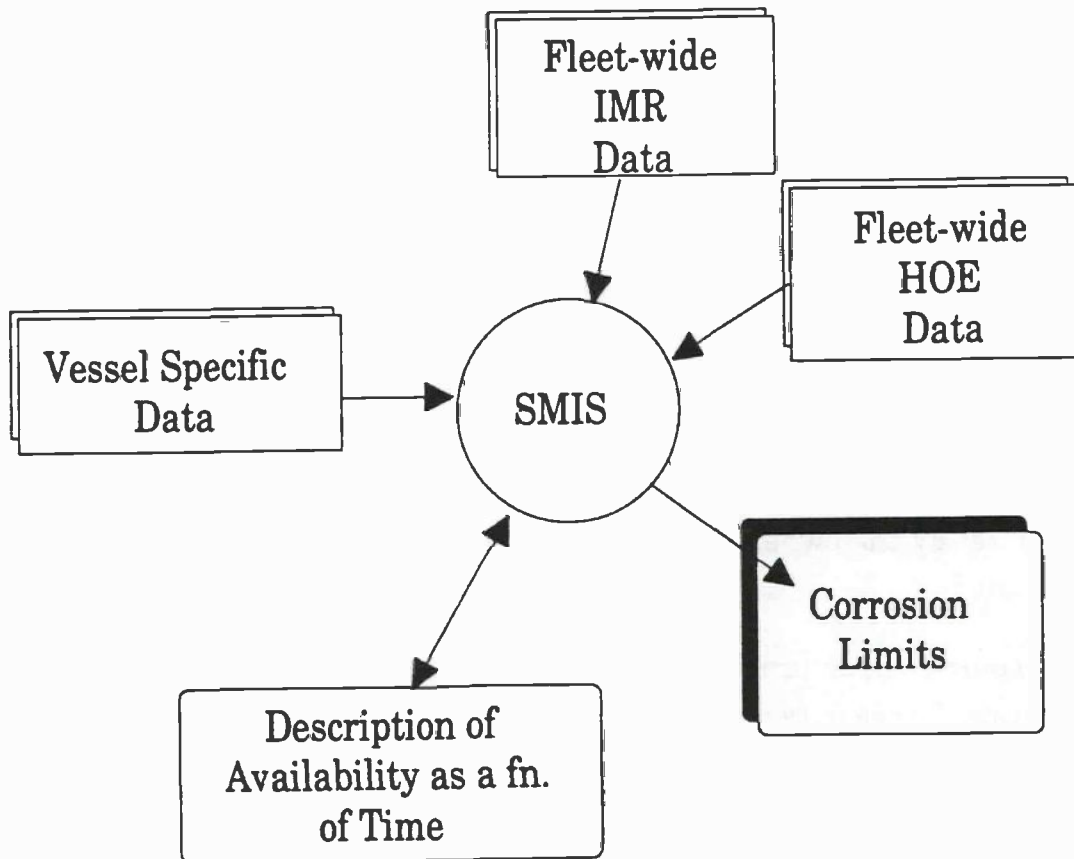 Fleet-wide
IMR
Data
Fleet-wide
HOE
Data
Vessel Specific
Data
SMIS
Corrosion
Limits
Description of
Availability as a fn.
of Time